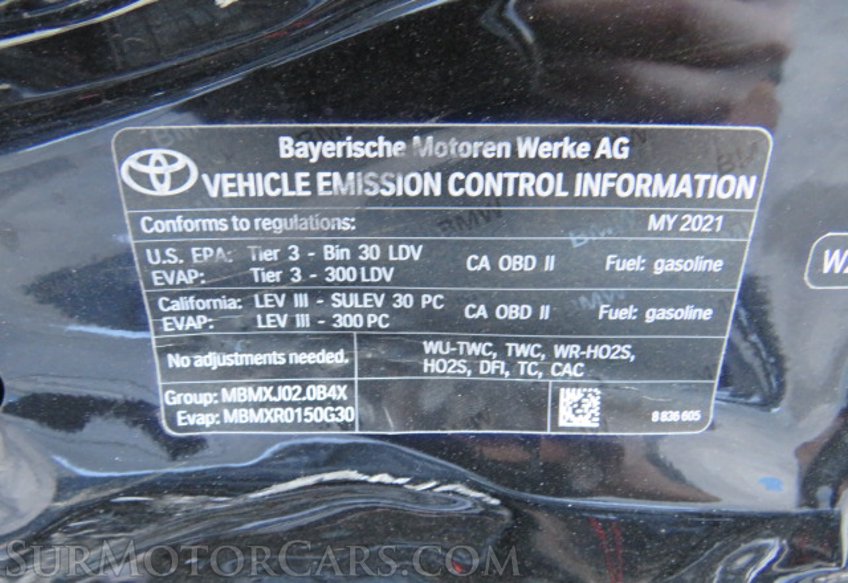 Bayerische Motoren Werke AG
VEHICLE EMISSION CONTROL INFORMATION
Conforms to regulations: MY 2021
U.S. EPA: Tier 3 - Bin 30 LDV CA OBD II Fuel: gasoline
EVAP: Tier 3 - 300 LDV
California: LEV III - SULEV 30 PC CA OBD II Fuel: gasoline
EVAP: LEV III - 300 PC
No adjustments needed. WU-TWC, TWC, WR-HO2S,
HO2S, DFI, TC, CAC
Group: MBMXJ02.0B4X
Evap: MBMXR0150G30 8 836 605
BMW
SurMotorCars.com